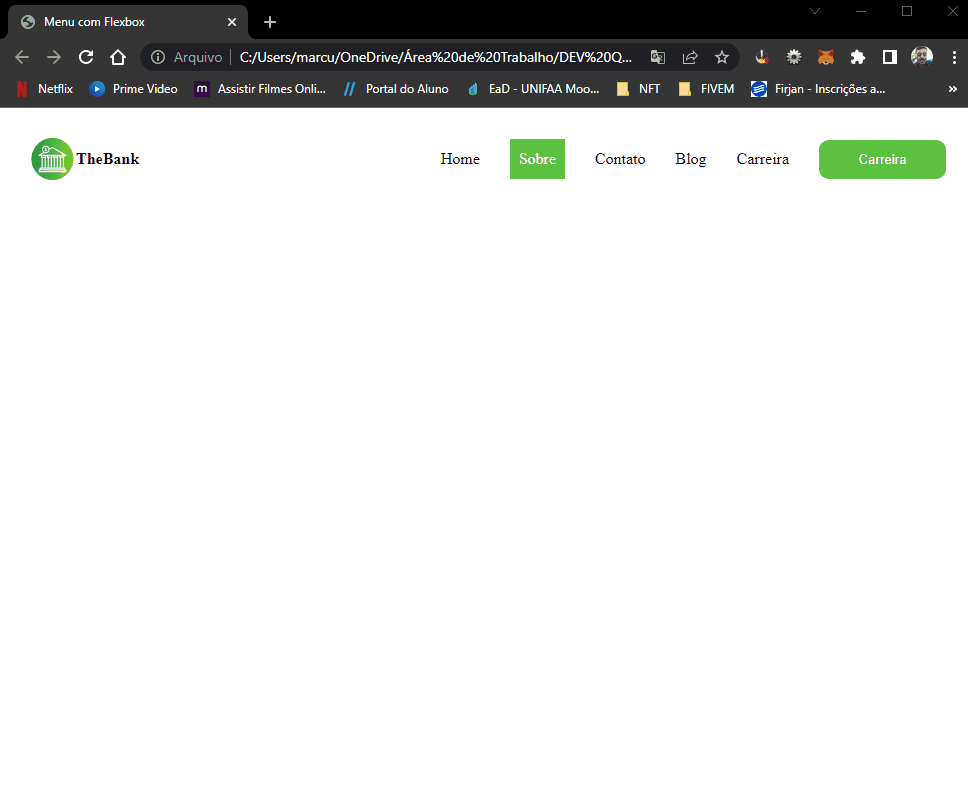 Menu com Flexbox
Arquivo C:/Users/marcu/OneDrive/Área%20de%20Trabalho/DEV%20Q...
Netflix Prime Video m Assistir Filmes Onli... Portal do Aluno EaD - UNIFAA Moo... NFT FIVEM Firjan - Inscrições a... »
TheBank Home Sobre Contato Blog Carreira Carreira